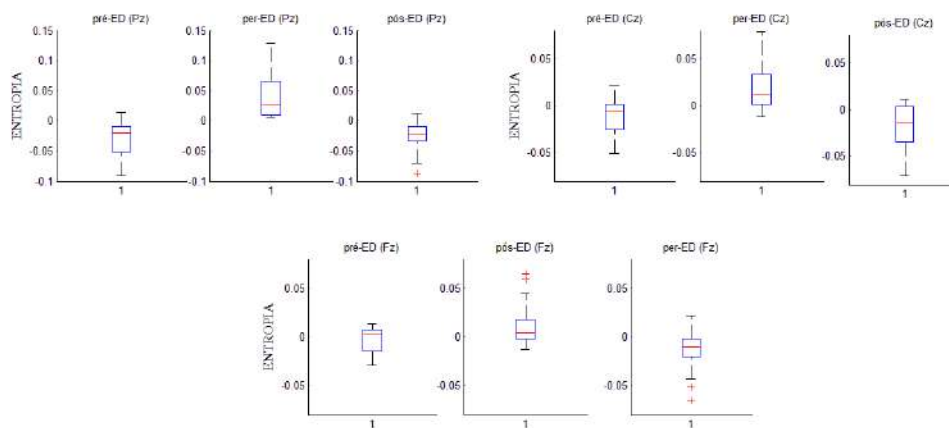 pré-ED (Pz) per-ED (Pz) pós-ED (Pz) pré-ED (Cz) per-ED (Cz) pós-ED (Cz)
0.15 0.15 0.15
0.1 0.1 0.1 0.05 0.05 0.05
0.05 0.05 0.05
0 0 0 0 0 0
-0.05 -0.05 -0.05 -0.05 -0.05 -0.05
-0.1 -0.1 -0.1
ENTROPIA
1 1 1 1 1 1
pré-ED (Fz) pós-ED (Fz) per-ED (Fz)
0.05 0.05 0.05
0 0 0
-0.05 -0.05 -0.05
ENTROPIA
1 1 1